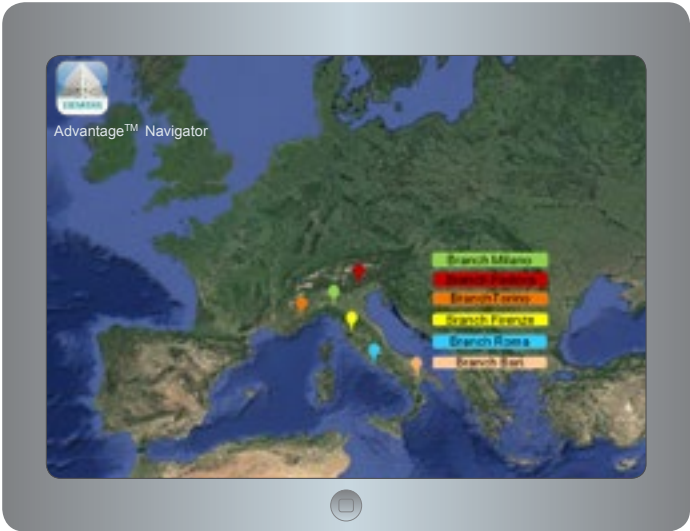 SIEMENS
Advantage™ Navigator
Branch Milano
Branch Padova
Branch Torino
Branch Firenze
Branch Roma
Branch Bari